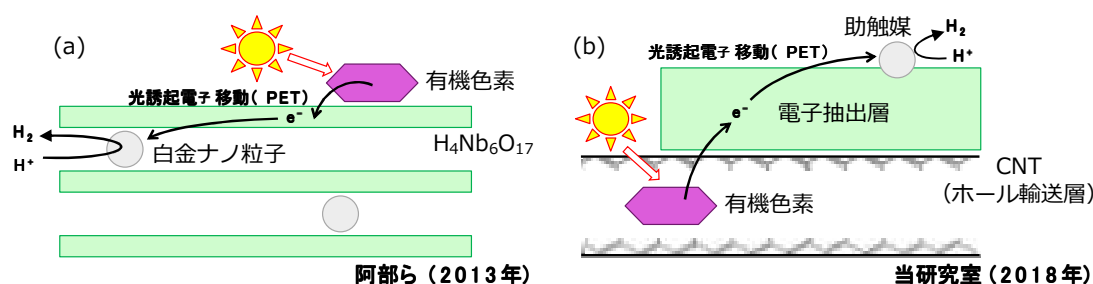 (a)
有機色素
光誘起電子移動( PET)
e⁻
H₂
H⁺
白金ナノ粒子
H₄Nb₆O₁₇
阿部ら (2013年)
(b)
助触媒
H₂
H⁺
光誘起電子移動( PET)
e⁻
電子抽出層
CNT
(ホール輸送層)
有機色素
当研究室(2018年)